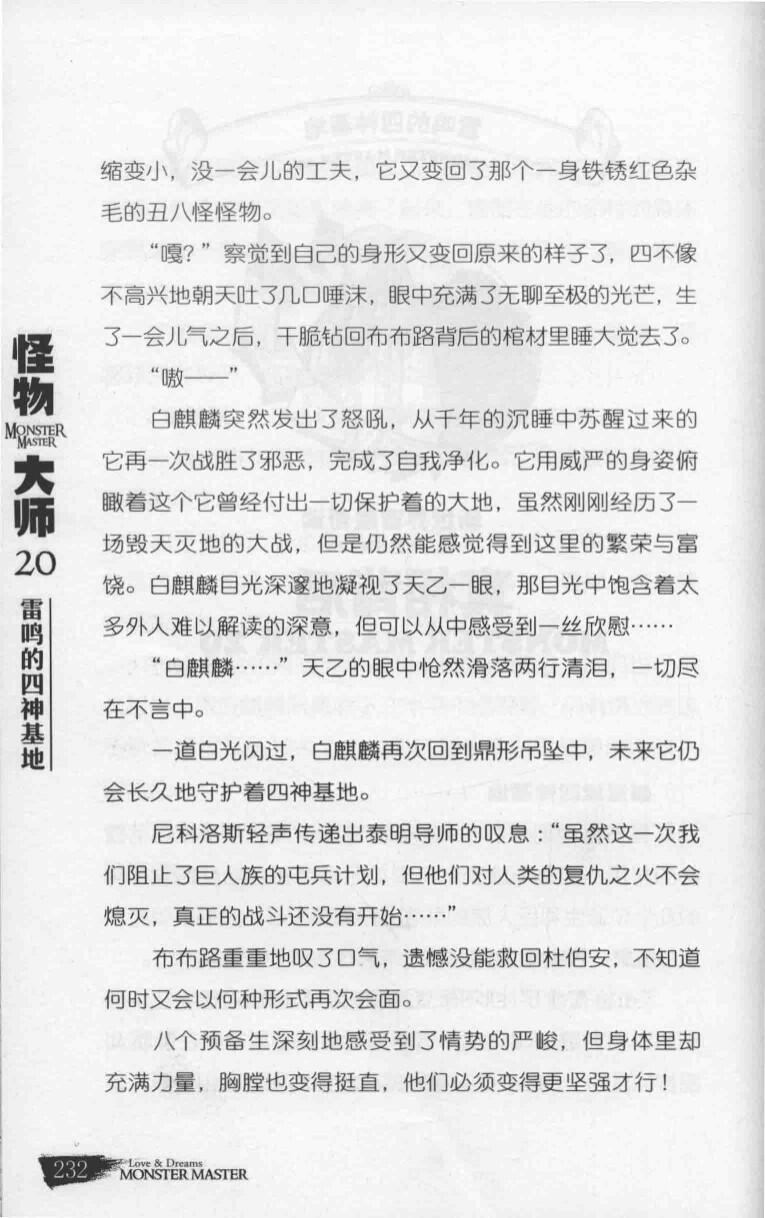 缩变小，没一会儿的工夫，它又变回了那个一身铁锈红色杂
毛的丑八怪怪物。
“嘎？”察觉到自己的身形又变回原来的样子了，四不像
不高兴地朝天吐了几口唾沫，眼中充满了无聊至极的光芒，生
了一会儿气之后，干脆钻回布布路背后的棺材里睡大觉去了。
“嗷——”
白麒麟突然发出了怒吼，从千年的沉睡中苏醒过来的
它再一次战胜了邪恶，完成了自我净化。它用威严的身姿俯
瞰着这个它曾经付出一切保护着的大地，虽然刚刚经历了一
场毁天灭地的大战，但是仍然能感觉得到这里的繁荣与富
饶。白麒麟目光深邃地凝视了天乙一眼，那目光中饱含着太
多外人难以解读的深意，但可以从中感受到一丝欣慰……
“白麒麟……”天乙的眼中怆然滑落两行清泪，一切尽
在不言中。
一道白光闪过，白麒麟再次回到鼎形吊坠中，未来它仍
会长久地守护着四神基地。
尼科洛斯轻声传递出泰明导师的叹息：“虽然这一次我
们阻止了巨人族的屯兵计划，但他们对人类的复仇之火不会
熄灭，真正的战斗还没有开始……”
布布路重重地叹了口气，遗憾没能救回杜伯安，不知道
何时又会以何种形式再次会面。
八个预备生深刻地感受到了情势的严峻，但身体里却
充满力量，胸膛也变得挺直，他们必须变得更坚强才行！
怪物
MONSTER
MASTER
大师
20
雷鸣的四神基地
232
Love & Dreams
MONSTER MASTER